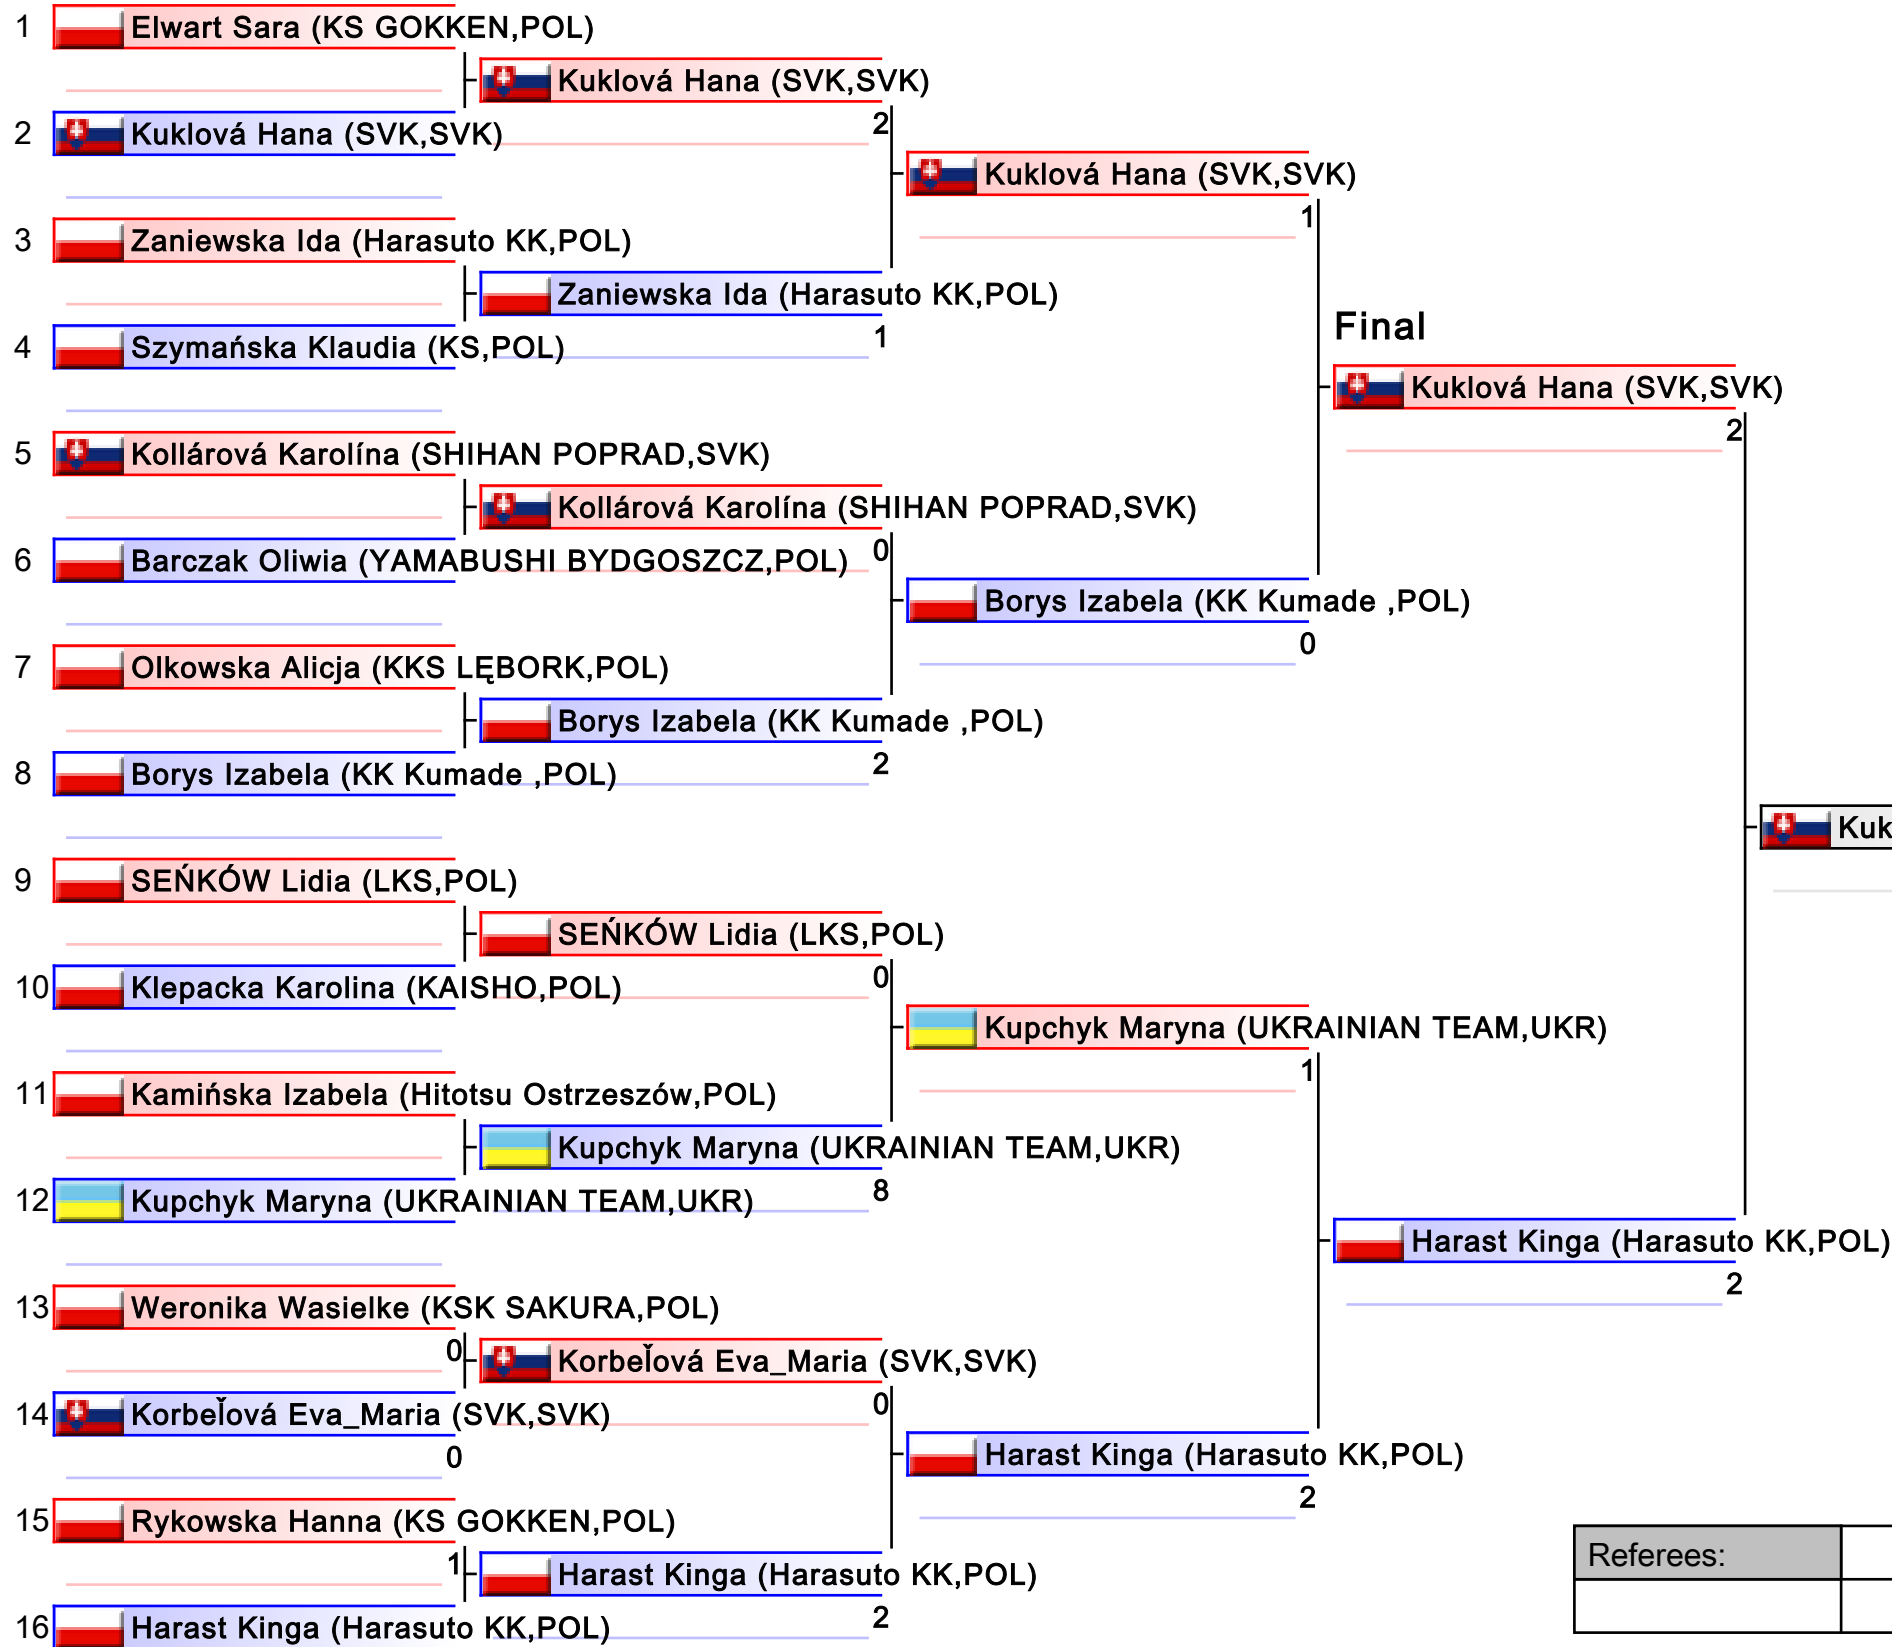 1 Elwart Sara (KS GOKKEN,POL)
Kuklová Hana (SVK,SVK)
2
2 Kuklová Hana (SVK,SVK)
Kuklová Hana (SVK,SVK)
1
3 Zaniewska Ida (Harasuto KK,POL)
Zaniewska Ida (Harasuto KK,POL)
1
4 Szymańska Klaudia (KS,POL)
Final
Kuklová Hana (SVK,SVK)
2
5 Kollárová Karolína (SHIHAN POPRAD,SVK)
Kollárová Karolína (SHIHAN POPRAD,SVK)
0
6 Barczak Oliwia (YAMABUSHI BYDGOSZCZ,POL)
Borys Izabela (KK Kumade ,POL)
0
7 Olkowska Alicja (KKS LĘBORK,POL)
Borys Izabela (KK Kumade ,POL)
2
8 Borys Izabela (KK Kumade ,POL)
Kuk
9 SEŃKÓW Lidia (LKS,POL)
SEŃKÓW Lidia (LKS,POL)
0
10 Klepacka Karolina (KAISHO,POL)
Kupchyk Maryna (UKRAINIAN TEAM,UKR)
1
11 Kamińska Izabela (Hitotsu Ostrzeszów,POL)
Kupchyk Maryna (UKRAINIAN TEAM,UKR)
8
12 Kupchyk Maryna (UKRAINIAN TEAM,UKR)
Harast Kinga (Harasuto KK,POL)
2
13 Weronika Wasielke (KSK SAKURA,POL)
0
Korbeľová Eva_Maria (SVK,SVK)
0
14 Korbeľová Eva_Maria (SVK,SVK)
0
Harast Kinga (Harasuto KK,POL)
2
15 Rykowska Hanna (KS GOKKEN,POL)
1
Harast Kinga (Harasuto KK,POL)
2
16 Harast Kinga (Harasuto KK,POL)
Referees: